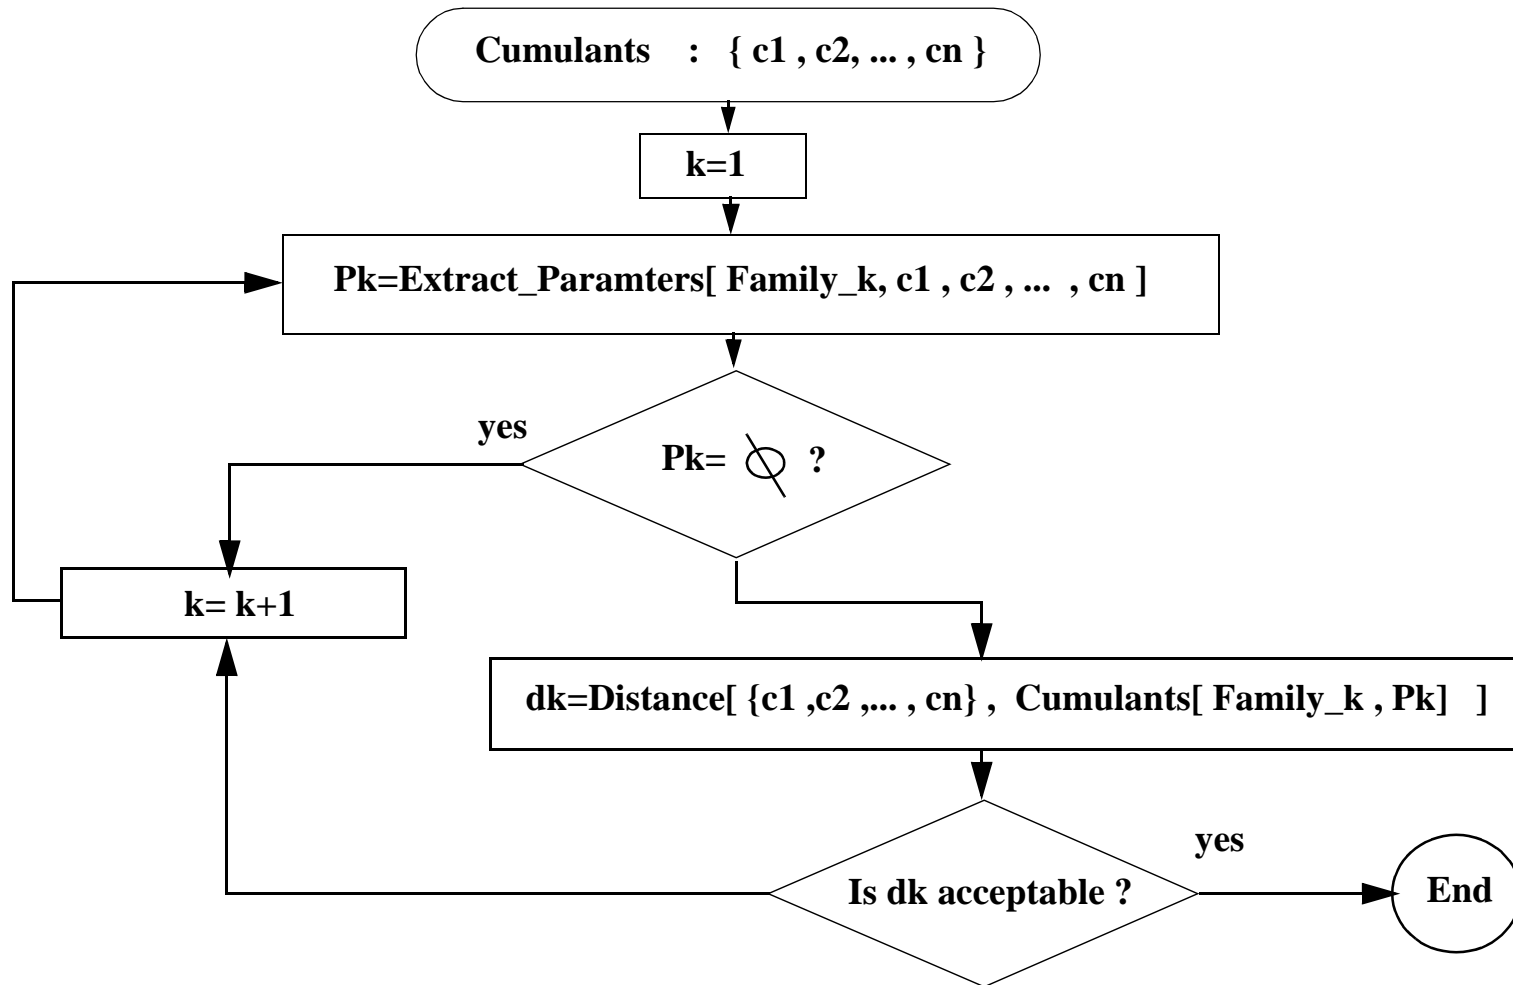 Cumulants : { c1 , c2, ... , cn }
k=1
Pk=Extract_Paramters[ Family_k, c1 , c2 , ... , cn ]
yes
Pk= ∅ ?
k= k+1
dk=Distance[ {c1 ,c2 ,... , cn} , Cumulants[ Family_k , Pk] ]
yes
Is dk acceptable ?
End